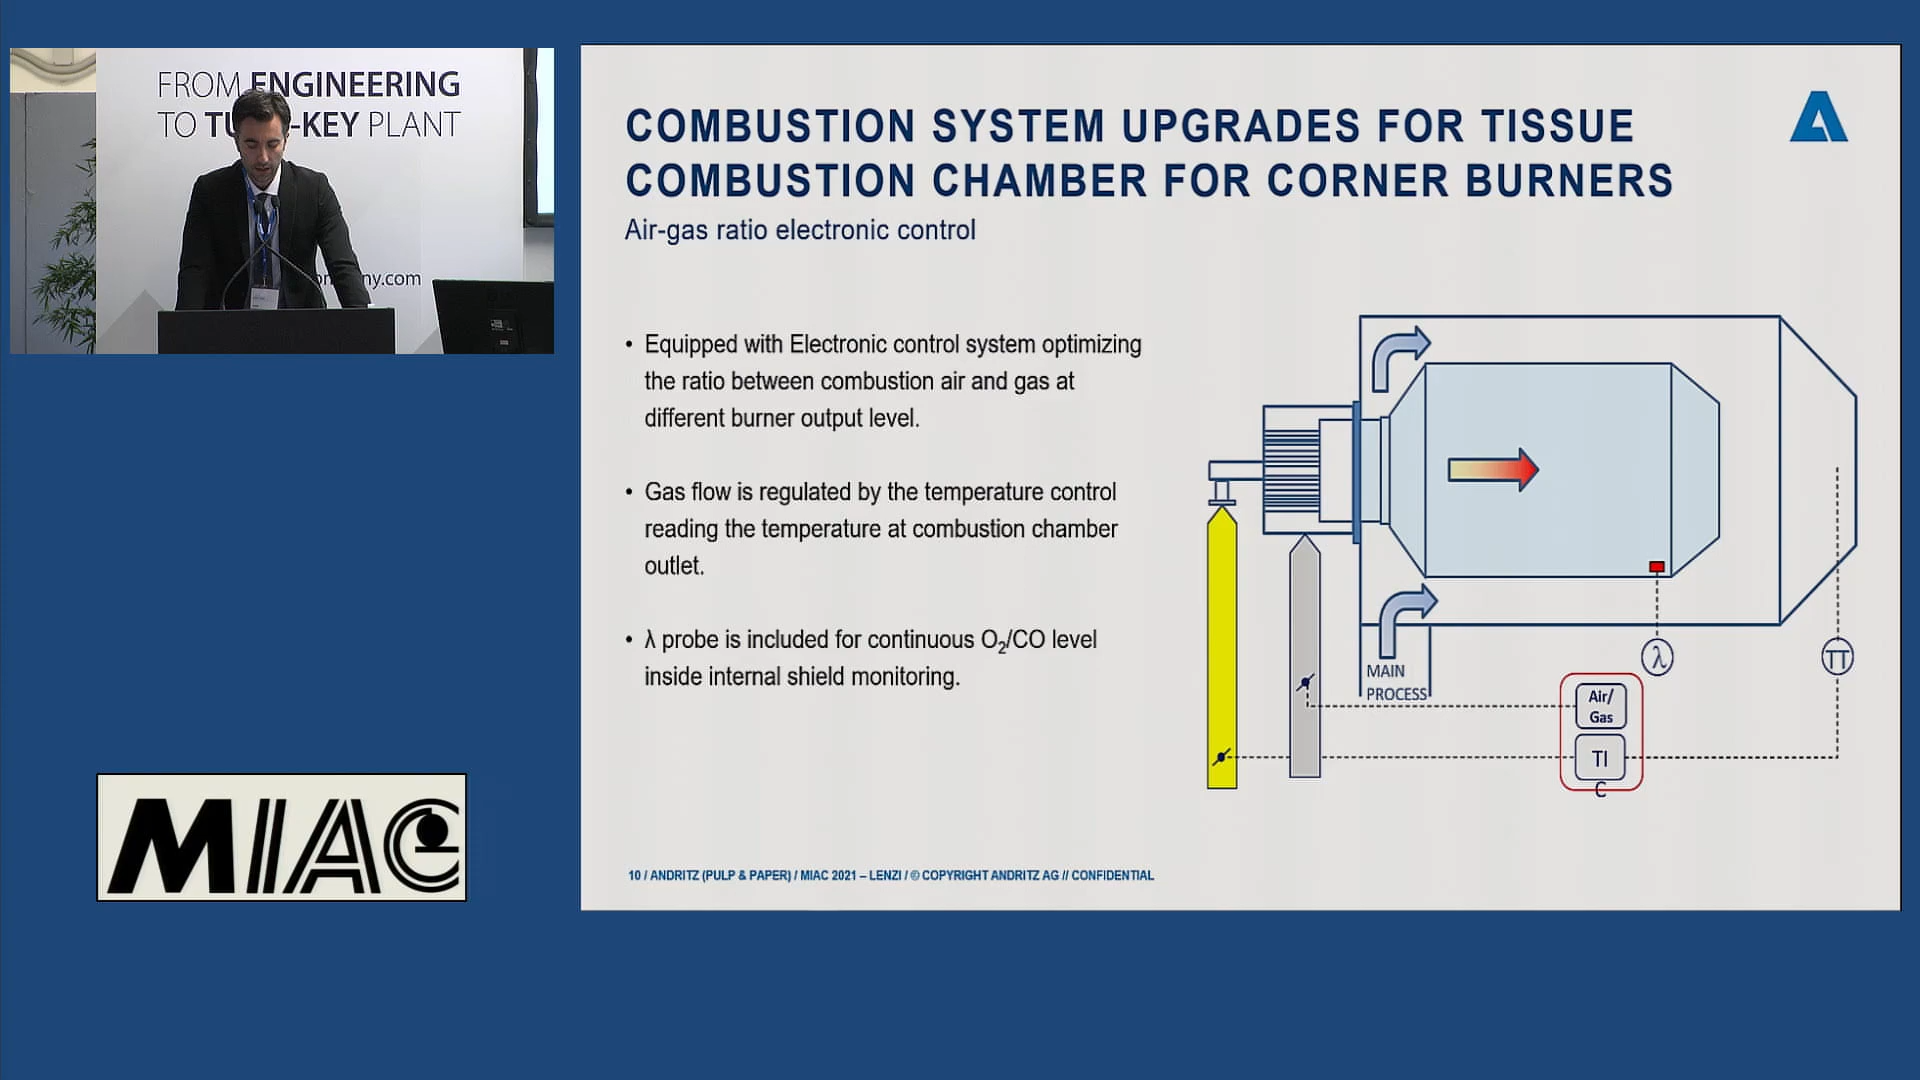 FROM ENGINEERING
TO TU -KEY PLANT
ny.com
MIAC
COMBUSTION SYSTEM UPGRADES FOR TISSUE
COMBUSTION CHAMBER FOR CORNER BURNERS
Air-gas ratio electronic control
• Equipped with Electronic control system optimizing
the ratio between combustion air and gas at
different burner output level.
• Gas flow is regulated by the temperature control
reading the temperature at combustion chamber
outlet.
• λ probe is included for continuous O₂/CO level
inside internal shield monitoring.
MAIN
PROCESS
λ
TT
Air/
Gas
TI
C
10 / ANDRITZ (PULP & PAPER) / MIAC 2021 – LENZI / © COPYRIGHT ANDRITZ AG // CONFIDENTIAL